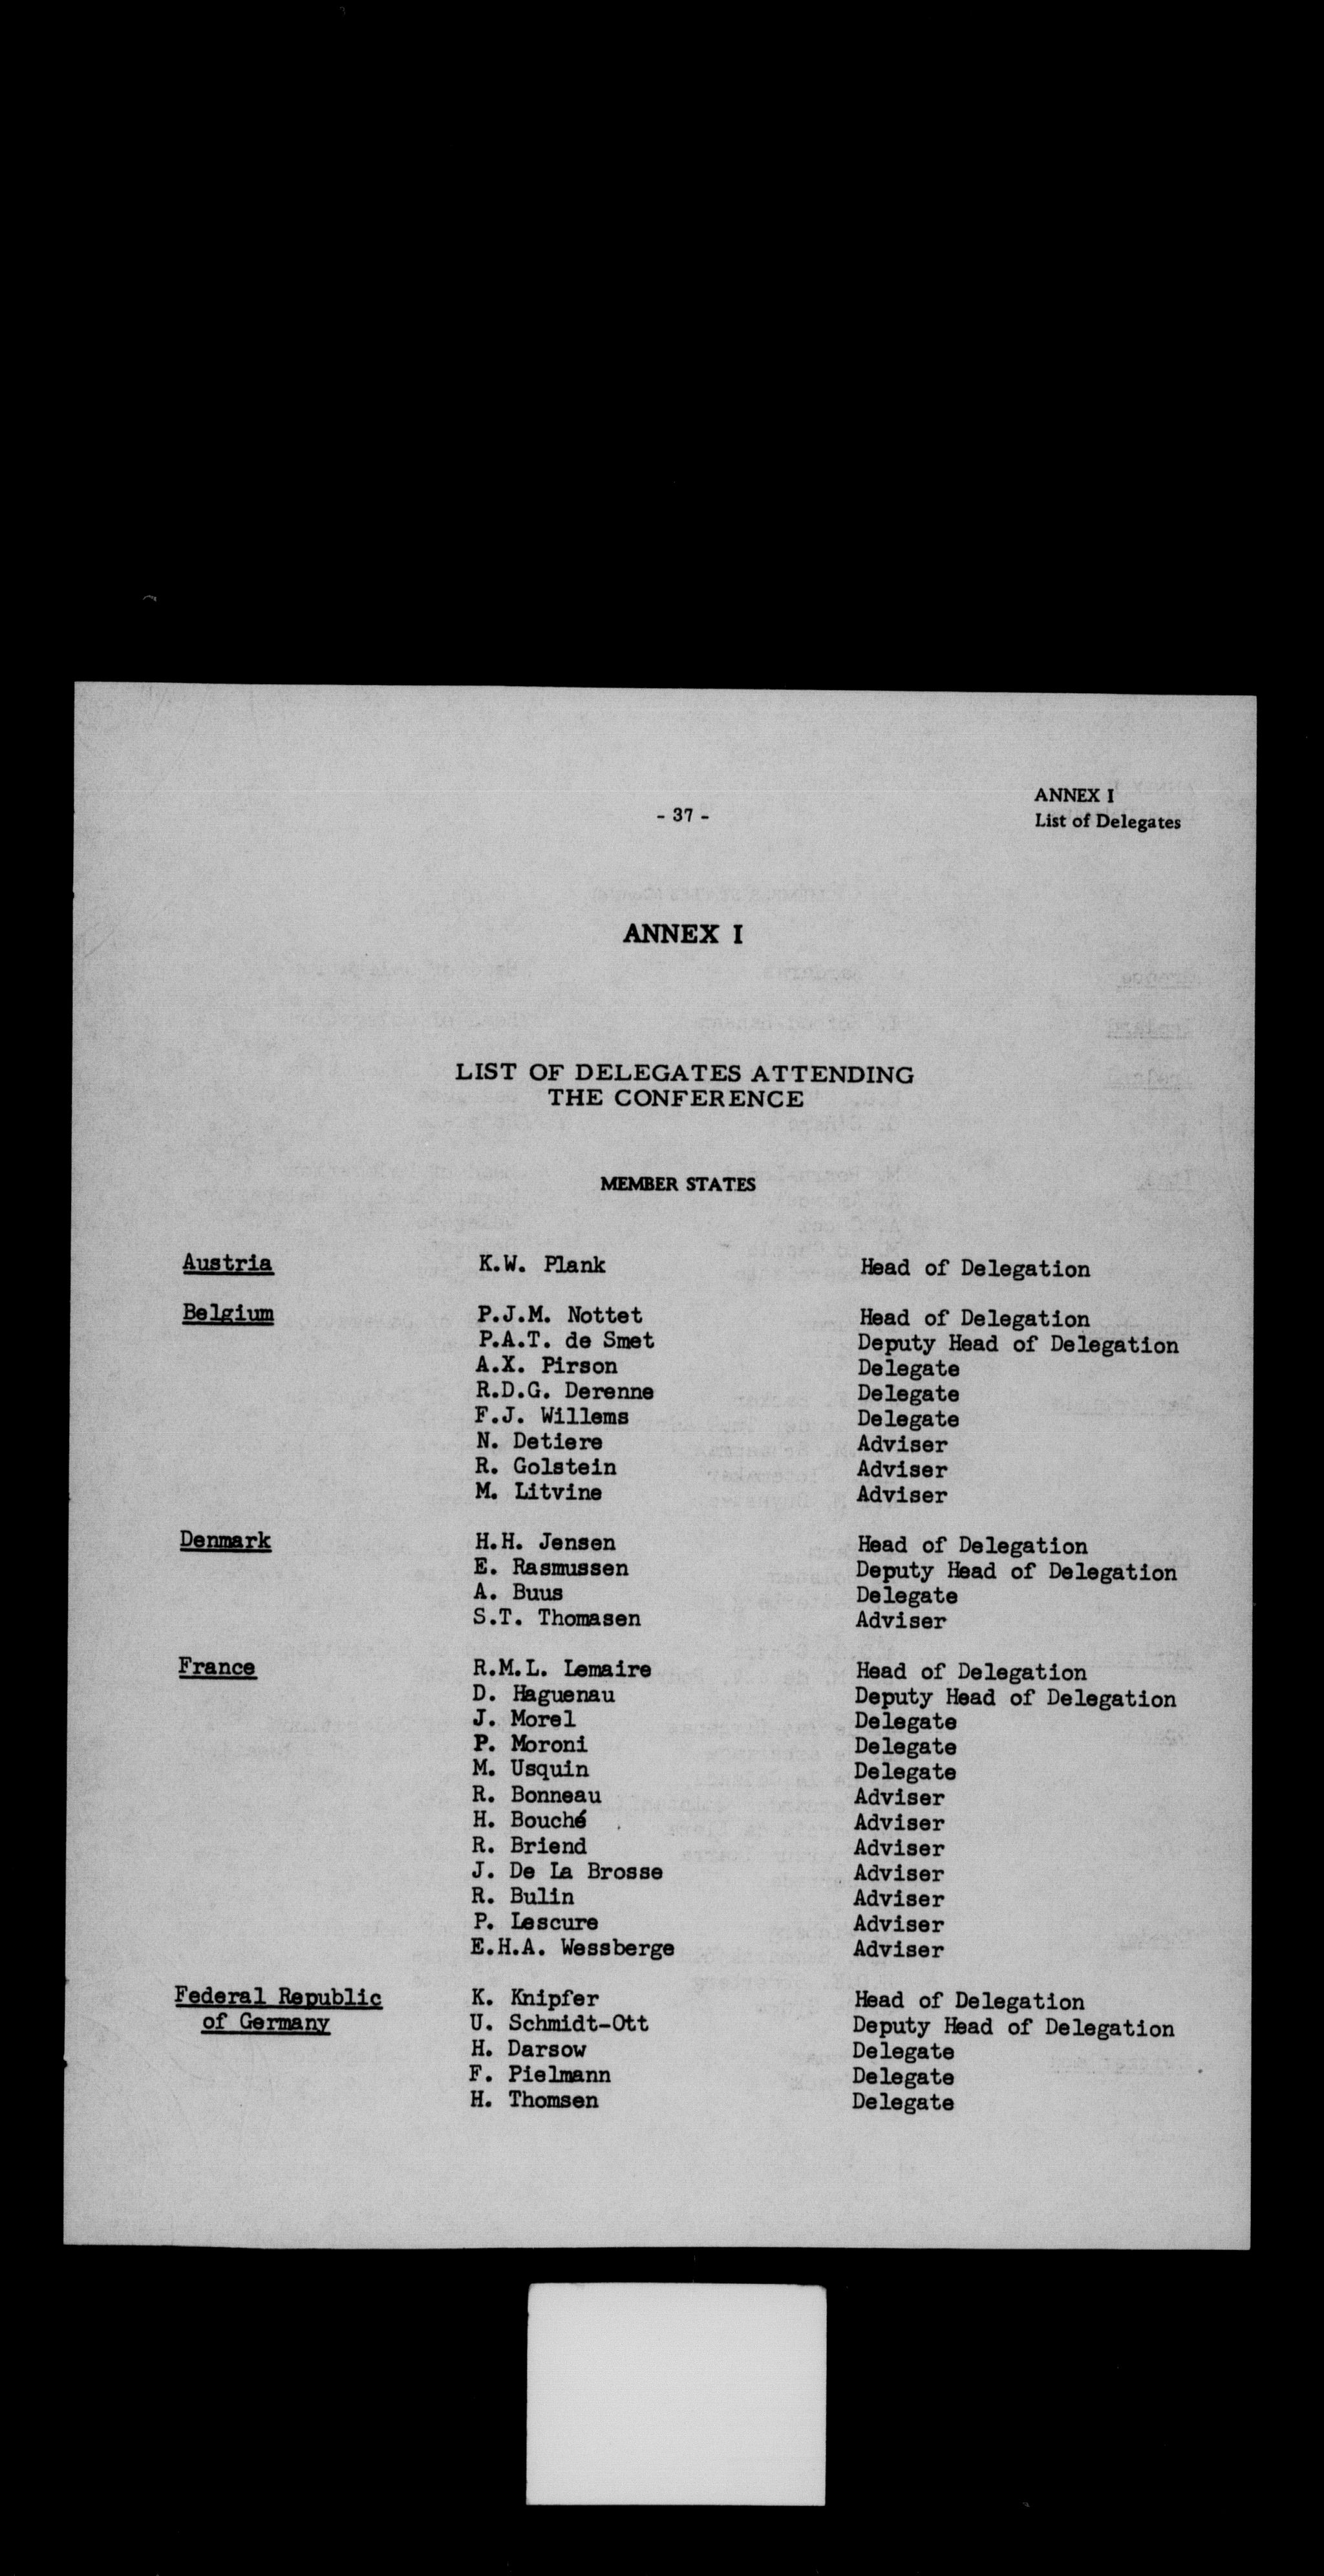 - 37 -
ANNEX I
List of Delegates
ANNEX I
LIST OF DELEGATES ATTENDING
THE CONFERENCE
MEMBER STATES
Austria K.W. Plank Head of Delegation
Belgium P.J.M. Nottet Head of Delegation
P.A.T. de Smet Deputy Head of Delegation
A.X. Pirson Delegate
R.D.G. Derenne Delegate
F.J. Willems Delegate
N. Detiere Adviser
R. Golstein Adviser
M. Litvine Adviser
Denmark H.H. Jensen Head of Delegation
E. Rasmussen Deputy Head of Delegation
A. Buus Delegate
S.T. Thomasen Adviser
France R.M.L. Lemaire Head of Delegation
D. Haguenau Deputy Head of Delegation
J. Morel Delegate
P. Moroni Delegate
M. Usquin Delegate
R. Bonneau Adviser
H. Bouché Adviser
R. Briend Adviser
J. De La Brosse Adviser
R. Bulin Adviser
P. Lescure Adviser
E.H.A. Wessberge Adviser
Federal Republic K. Knipfer Head of Delegation
of Germany U. Schmidt-Ott Deputy Head of Delegation
H. Darsow Delegate
F. Pielmann Delegate
H. Thomsen Delegate